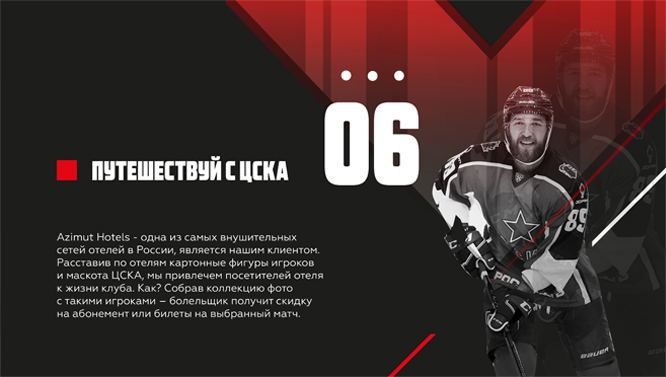 06
ПУТЕШЕСТВУЙ С ЦСКА
Azimut Hotels - одна из самых внушительных
сетей отелей в России, является нашим клиентом.
Расставив по отелям картонные фигуры игроков
и маскота ЦСКА, мы привлечем посетителей отеля
к жизни клуба. Как? Собрав коллекцию фото
с такими игроками – болельщик получит скидку
на абонемент или билеты на выбранный матч.
89
BAUER